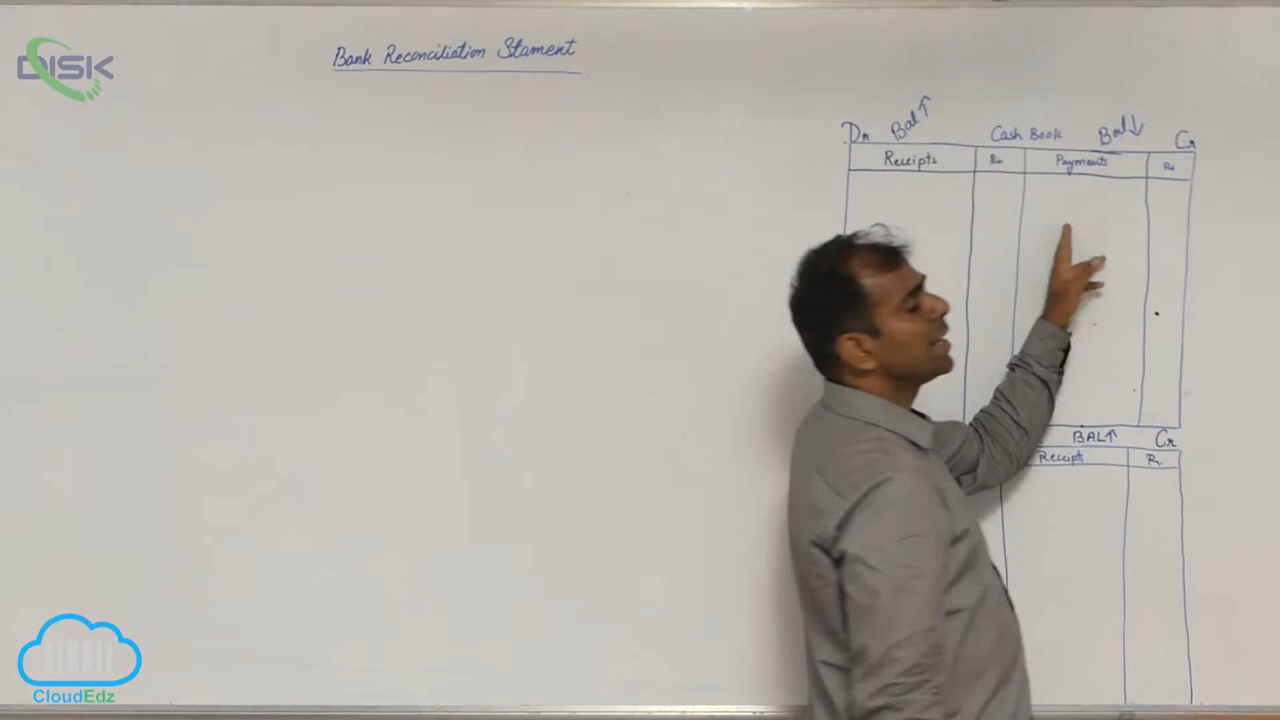 DISK
Bank Reconciliation Stament
Dr Bal↑ Cash Book Bal↓ Cr
Receipts Rs Payments Rs
BAL↑ Cr
Receipts Rs
CloudEdz